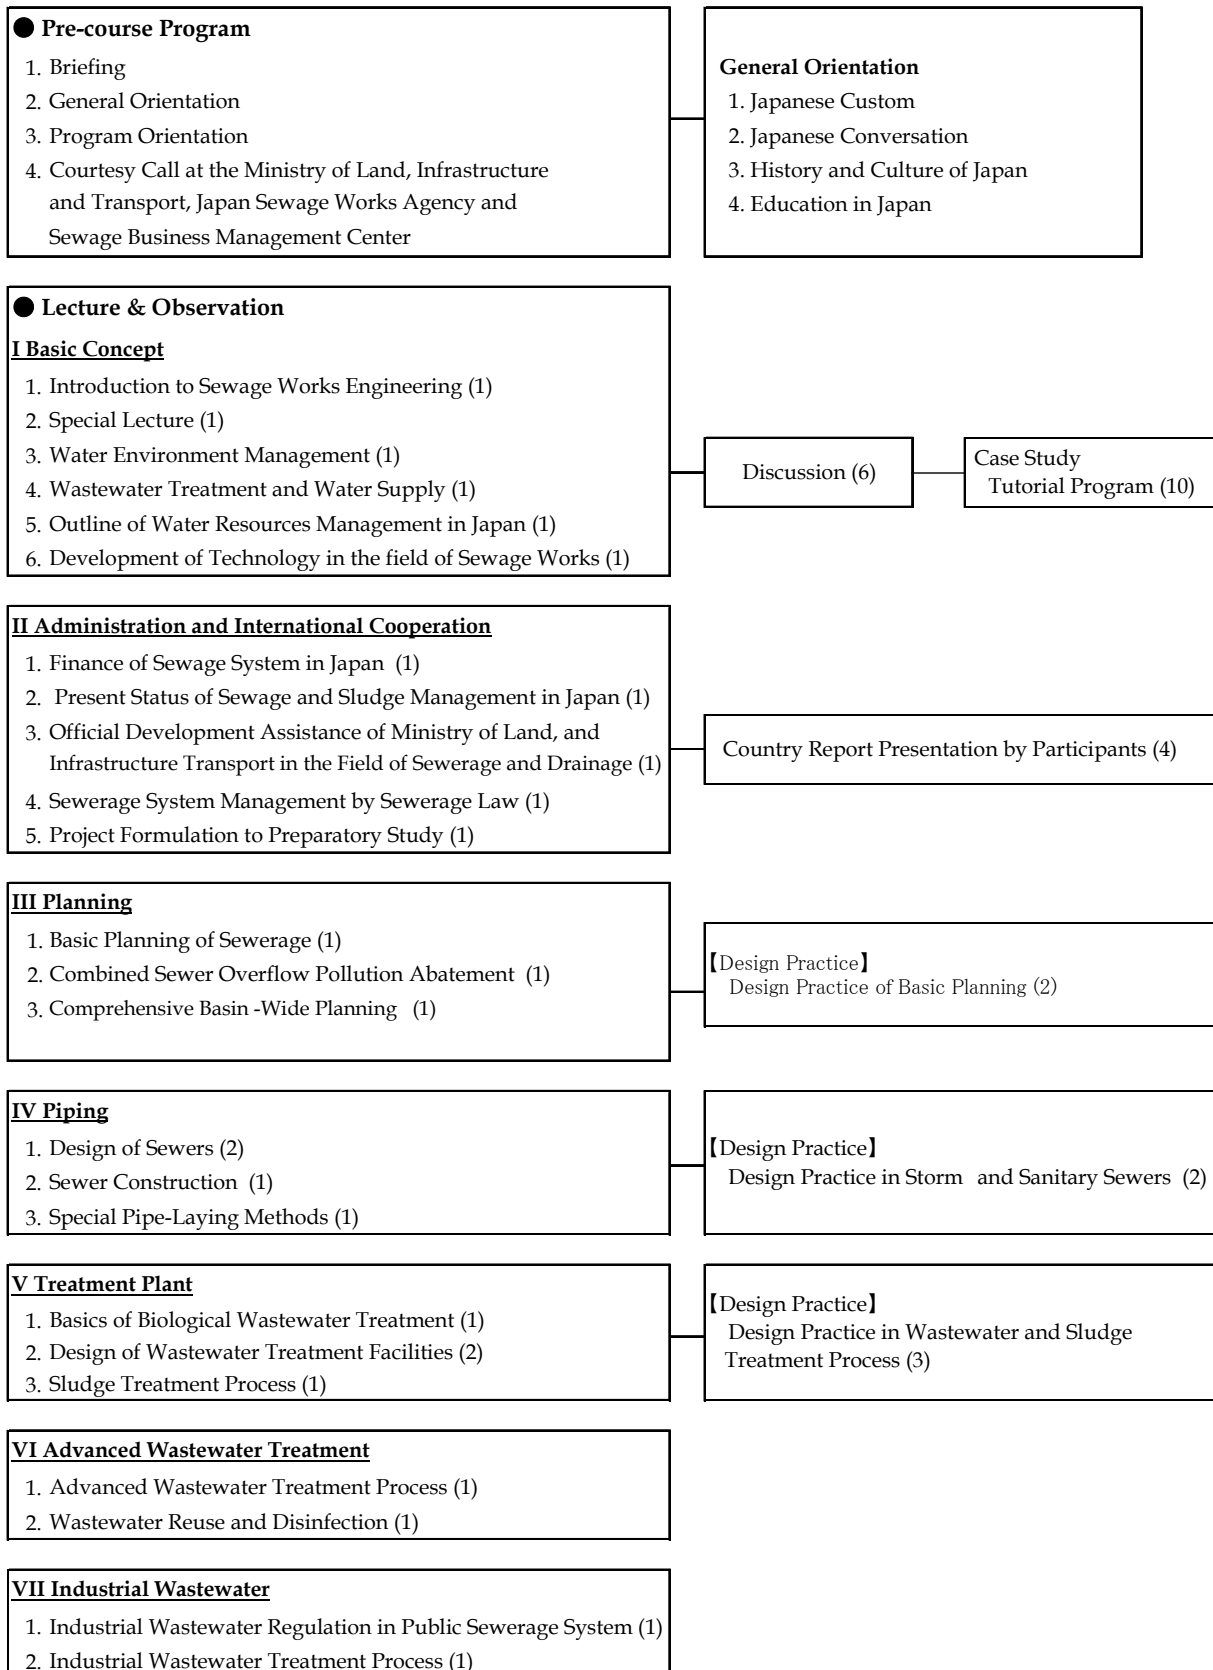 ● Pre-course Program
1. Briefing
2. General Orientation
3. Program Orientation
4. Courtesy Call at the Ministry of Land, Infrastructure
and Transport, Japan Sewage Works Agency and
Sewage Business Management Center
General Orientation
1. Japanese Custom
2. Japanese Conversation
3. History and Culture of Japan
4. Education in Japan
● Lecture & Observation
I Basic Concept
1. Introduction to Sewage Works Engineering (1)
2. Special Lecture (1)
3. Water Environment Management (1)
4. Wastewater Treatment and Water Supply (1)
5. Outline of Water Resources Management in Japan (1)
6. Development of Technology in the field of Sewage Works (1)
Discussion (6)
Case Study
Tutorial Program (10)
II Administration and International Cooperation
1. Finance of Sewage System in Japan (1)
2. Present Status of Sewage and Sludge Management in Japan (1)
3. Official Development Assistance of Ministry of Land, and
Infrastructure Transport in the Field of Sewerage and Drainage (1)
4. Sewerage System Management by Sewerage Law (1)
5. Project Formulation to Preparatory Study (1)
Country Report Presentation by Participants (4)
III Planning
1. Basic Planning of Sewerage (1)
2. Combined Sewer Overflow Pollution Abatement (1)
3. Comprehensive Basin -Wide Planning (1)
【Design Practice】
Design Practice of Basic Planning (2)
IV Piping
1. Design of Sewers (2)
2. Sewer Construction (1)
3. Special Pipe-Laying Methods (1)
【Design Practice】
Design Practice in Storm and Sanitary Sewers (2)
V Treatment Plant
1. Basics of Biological Wastewater Treatment (1)
2. Design of Wastewater Treatment Facilities (2)
3. Sludge Treatment Process (1)
【Design Practice】
Design Practice in Wastewater and Sludge
Treatment Process (3)
VI Advanced Wastewater Treatment
1. Advanced Wastewater Treatment Process (1)
2. Wastewater Reuse and Disinfection (1)
VII Industrial Wastewater
1. Industrial Wastewater Regulation in Public Sewerage System (1)
2. Industrial Wastewater Treatment Process (1)